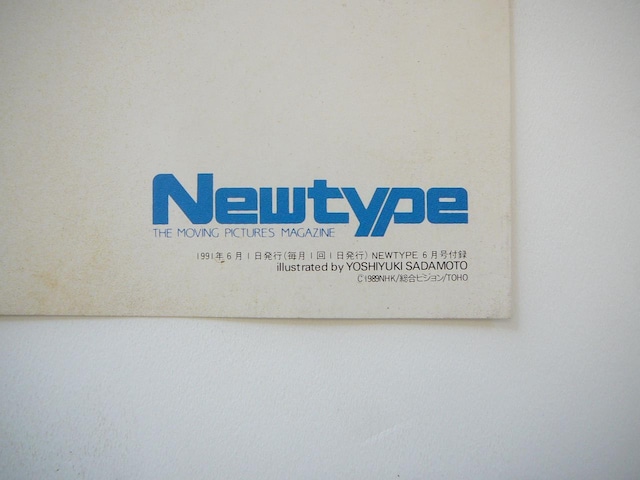 Newtype
THE MOVING PICTURES MAGAZINE
1991年6月1日発行(毎月1回1日発行) NEWTYPE 6月号付録
illustrated by YOSHIYUKI SADAMOTO
©1989NHK/総合ビジョン/TOHO